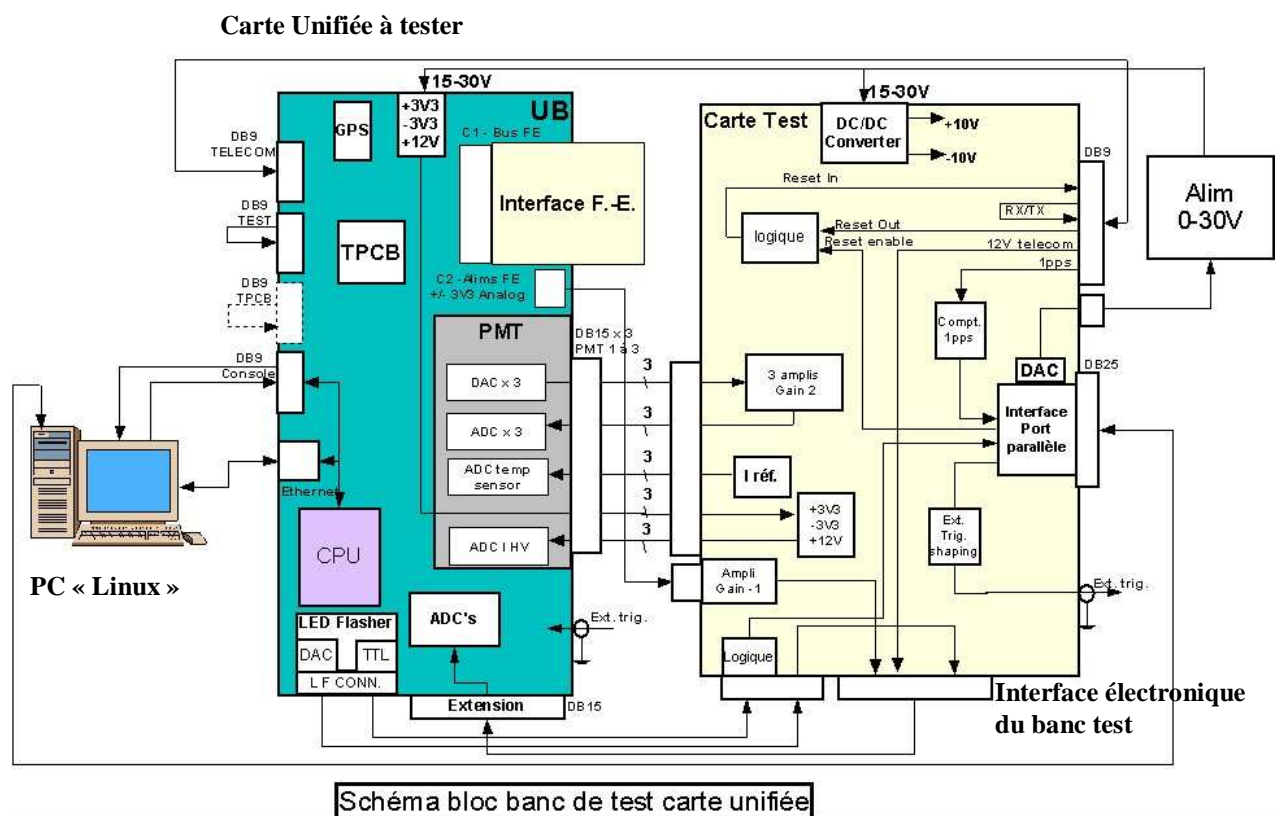 Carte Unifiée à tester
15-30V
UB
+3V3
-3V3
+12V
GPS
C1 - Bus FE
DB9
TELECOM
Interface F.-E.
DB9
TEST
TPCB
C2 -Alims FE
+/- 3V3 Analog
DB9
TPCB
PMT
DB15 x 3
PMT 1 à 3
DB9
Console
DAC x 3
3
ADC x 3
3
ADC temp
sensor
3
3
ADC I HV
3
Ethernet
CPU
PC « Linux »
LED Flasher
DAC
TTL
L F CONN.
ADC's
Ext.trig.
Extension
DB15
15-30V
Carte Test
DC/DC
Converter
+10V
-10V
DB9
Reset In
RX/TX
logique
Reset Out
Reset enable
12V telecom
1pps
Alim
0-30V
Compt.
1pps
DAC
DB25
3 amplis
Gain 2
Interface
Port
parallèle
I réf.
+3V3
-3V3
+12V
Ext.
Trig.
shaping
Ampli
Gain -1
Ext.trig.
Logique
Interface électronique
du banc test
Schéma bloc banc de test carte unifiée